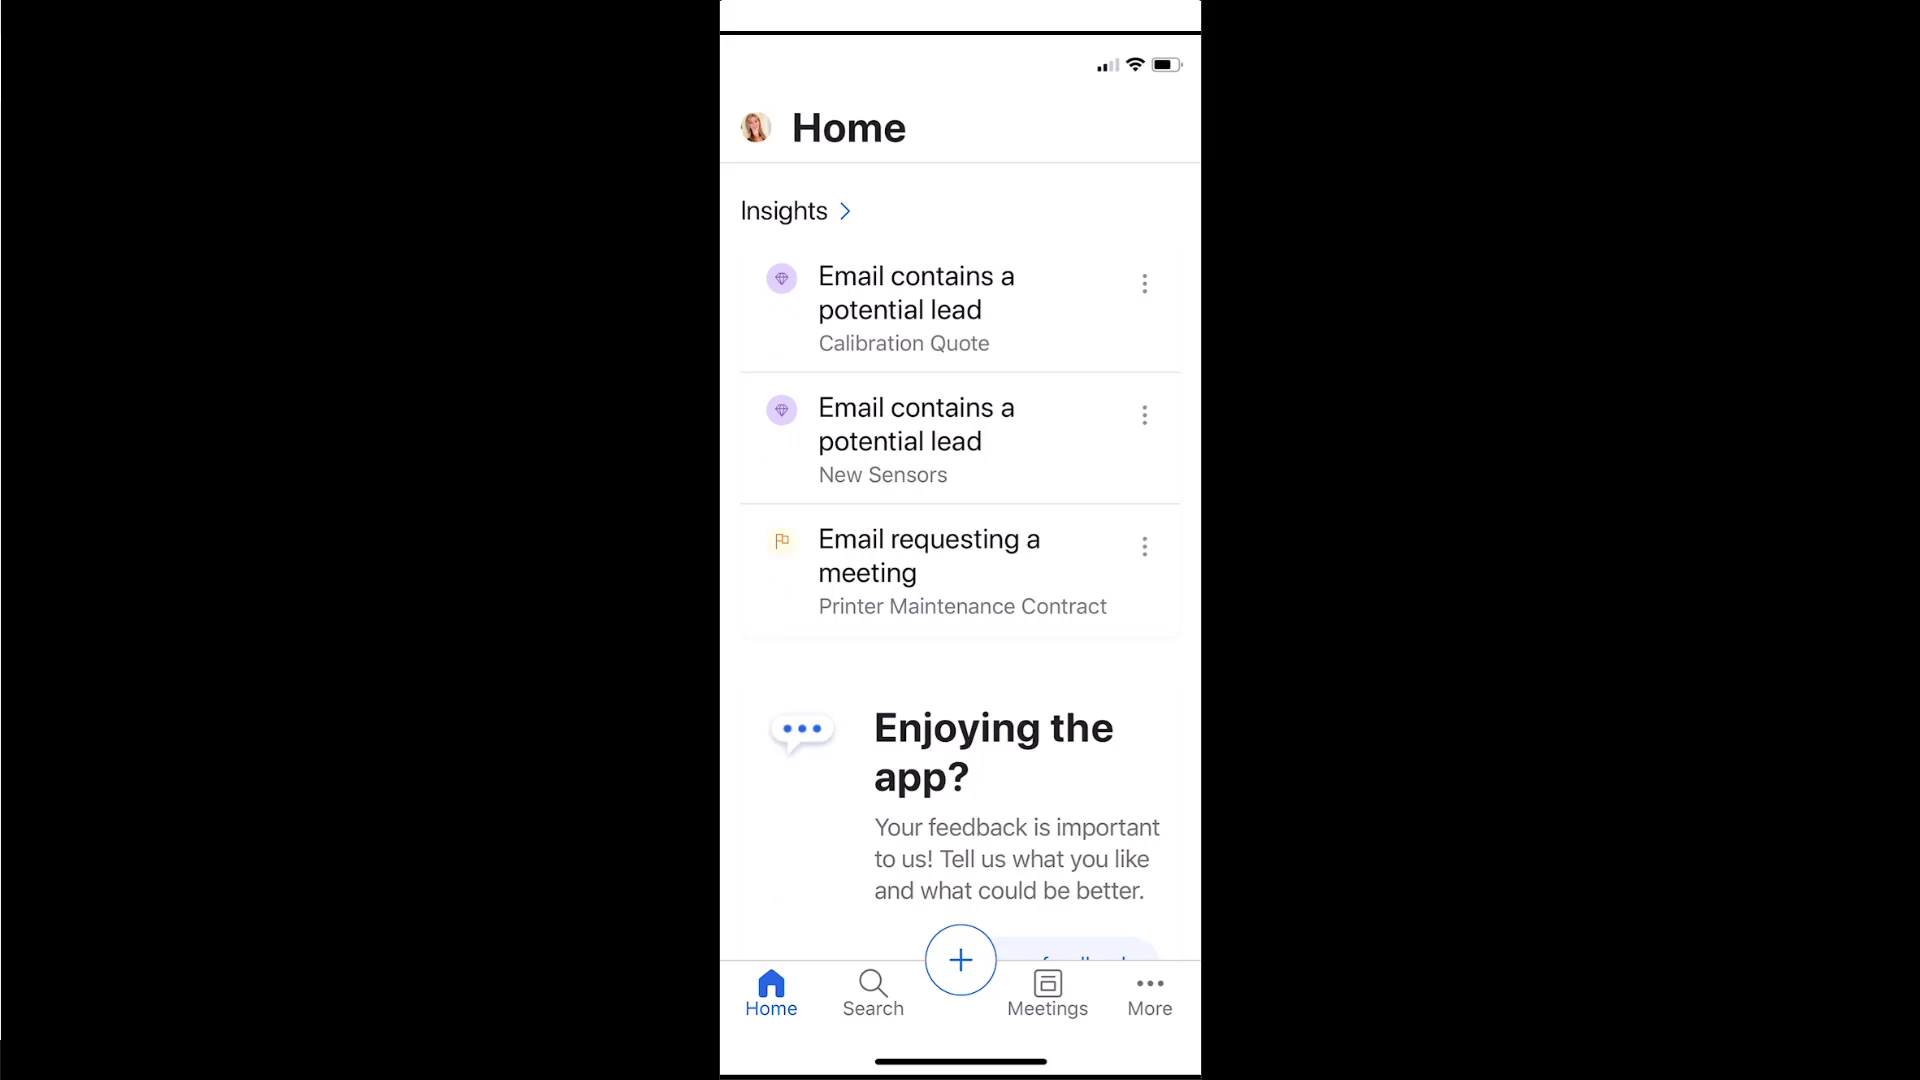 Home
Insights
Email contains a
potential lead
Calibration Quote
Email contains a
potential lead
New Sensors
Email requesting a
meeting
Printer Maintenance Contract
Enjoying the
app?
Your feedback is important
to us! Tell us what you like
and what could be better.
Home
Search
Meetings
More